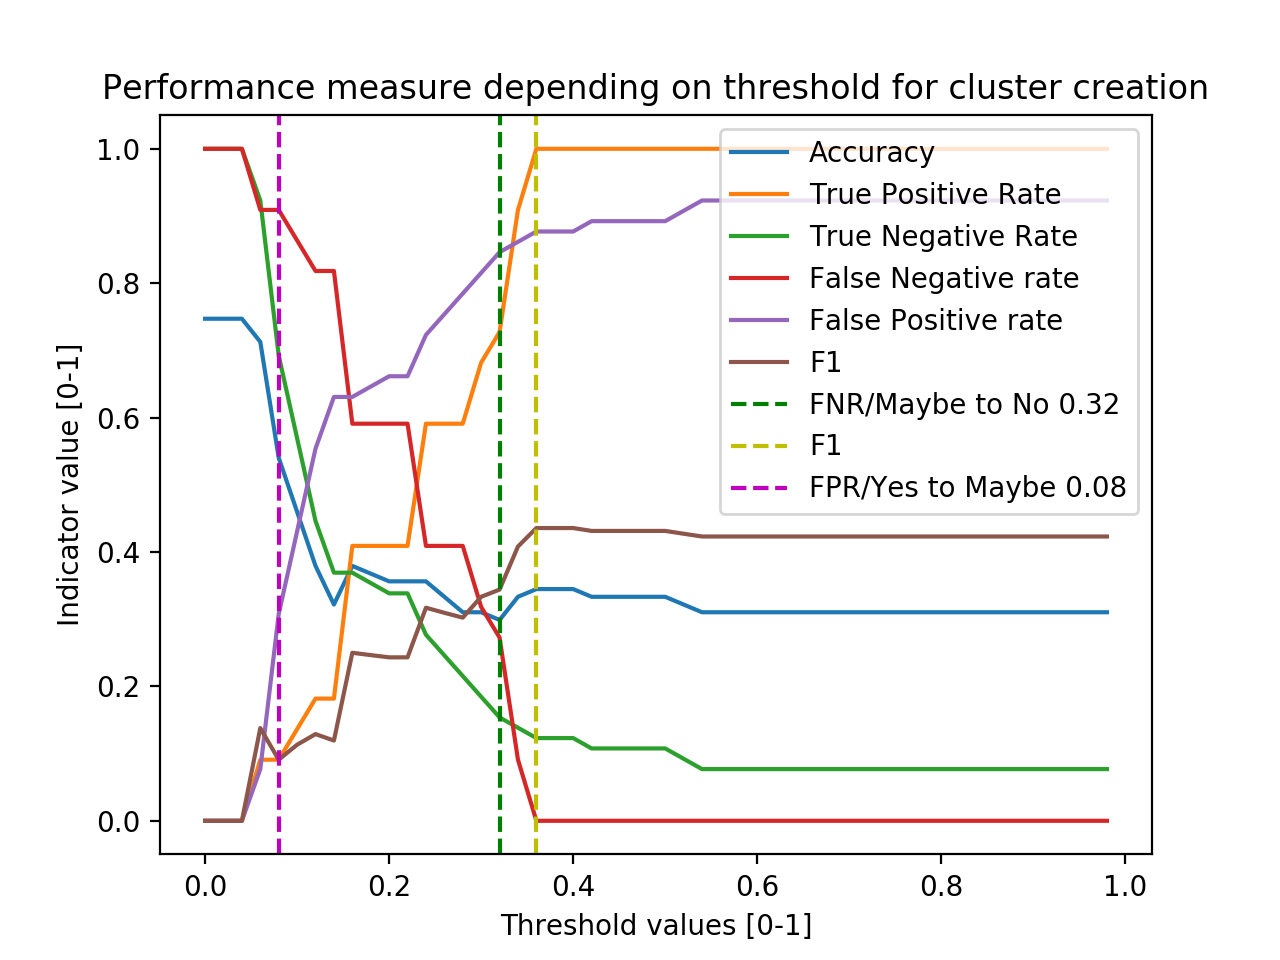 Performance measure depending on threshold for cluster creation
1.0
0.8
0.6
0.4
0.2
0.0
Indicator value [0-1]
Accuracy
True Positive Rate
True Negative Rate
False Negative rate
False Positive rate
F1
FNR/Maybe to No 0.32
F1
FPR/Yes to Maybe 0.08
0.0 0.2 0.4 0.6 0.8 1.0
Threshold values [0-1]